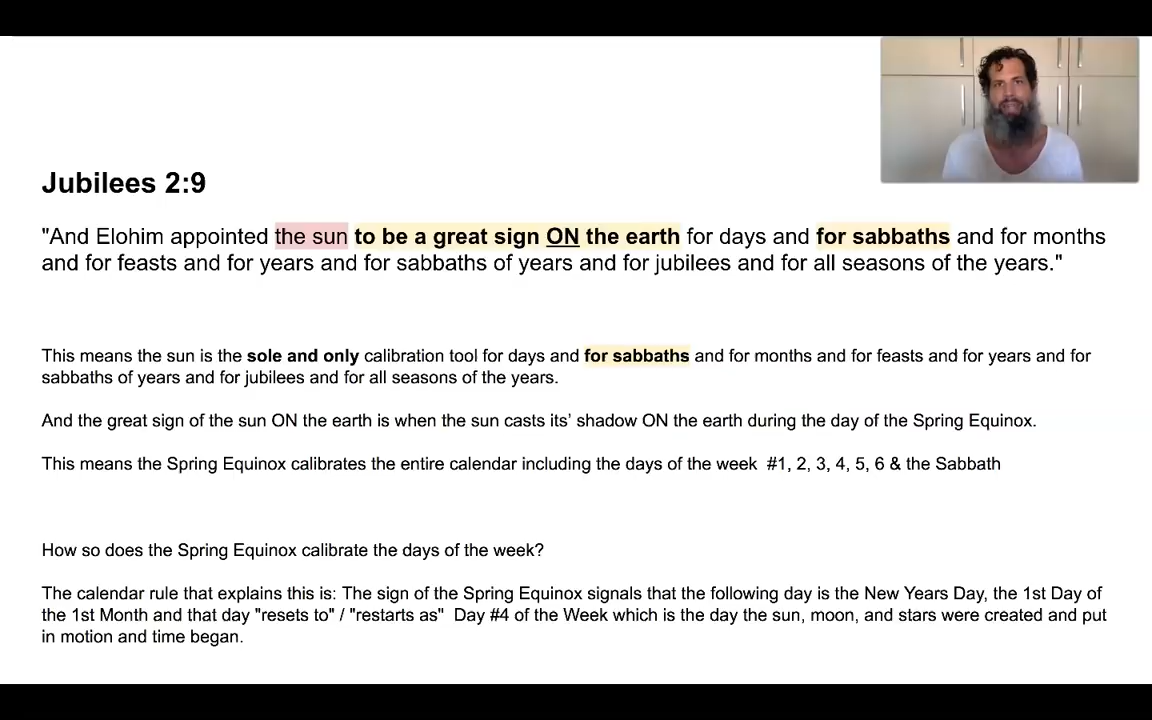 Jubilees 2:9
"And Elohim appointed the sun to be a great sign ON the earth for days and for sabbaths and for months
and for feasts and for years and for sabbaths of years and for jubilees and for all seasons of the years."
This means the sun is the sole and only calibration tool for days and for sabbaths and for months and for feasts and for years and for
sabbaths of years and for jubilees and for all seasons of the years.
And the great sign of the sun ON the earth is when the sun casts its’ shadow ON the earth during the day of the Spring Equinox.
This means the Spring Equinox calibrates the entire calendar including the days of the week  #1, 2, 3, 4, 5, 6 & the Sabbath
How so does the Spring Equinox calibrate the days of the week?
The calendar rule that explains this is: The sign of the Spring Equinox signals that the following day is the New Years Day, the 1st Day of
the 1st Month and that day "resets to" / "restarts as"  Day #4 of the Week which is the day the sun, moon, and stars were created and put
in motion and time began.